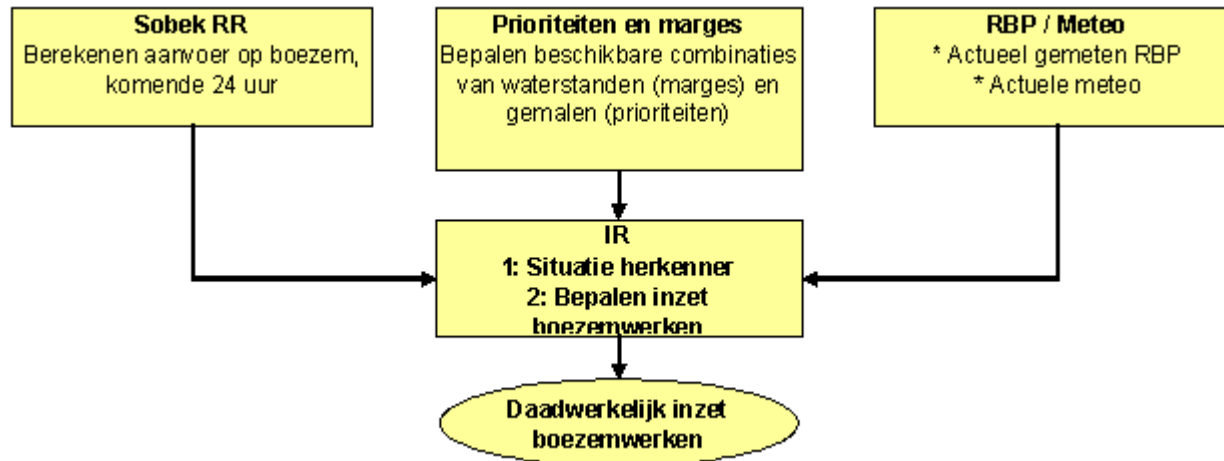 Sobek RR
Berekenen aanvoer op boezem,
komende 24 uur
Prioriteiten en marges
Bepalen beschikbare combinaties
van waterstanden (marges) en
gemalen (prioriteiten)
RBP / Meteo
* Actueel gemeten RBP
* Actuele meteo
IR
1: Situatie herkenner
2: Bepalen inzet
boezemwerken
Daadwerkelijk inzet
boezemwerken